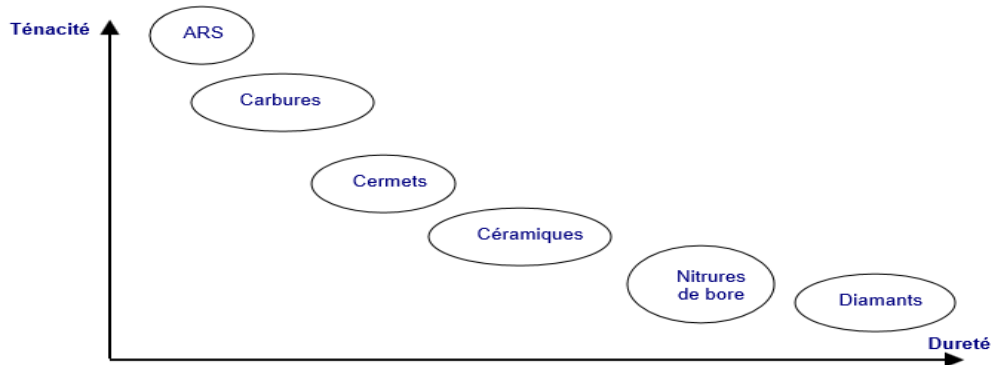 Ténacité
ARS
Carbures
Cermets
Céramiques
Nitrures
de bore
Diamants
Dureté